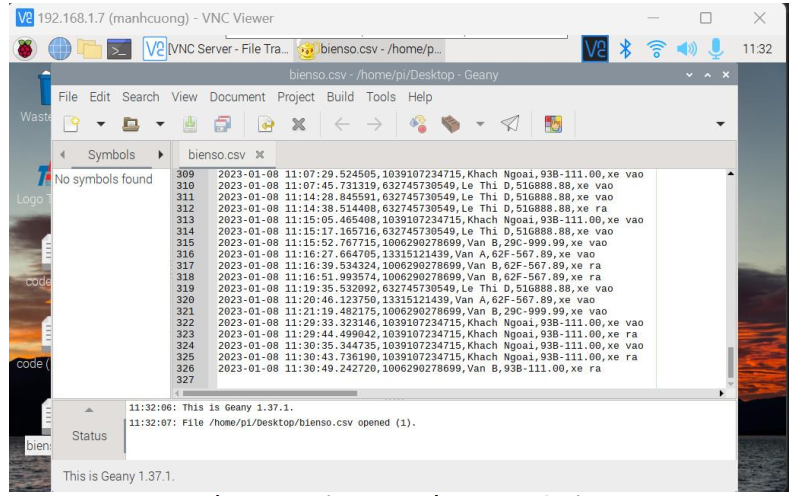 192.168.1.7 (manhcuong) - VNC Viewer
[VNC Server - File Tra...
bienso.csv - /home/p...
11:32
bienso.csv - /home/pi/Desktop - Geany
File Edit Search View Document Project Build Tools Help
Symbols
bienso.csv
No symbols found
309 2023-01-08 11:07:29.524505,1039107234715,Khach Ngoai,93B-111.00,xe vao
310 2023-01-08 11:07:45.731319,632745730549,Le Thi D,51G888.88,xe vao
311 2023-01-08 11:14:28.845591,632745730549,Le Thi D,51G888.88,xe vao
312 2023-01-08 11:14:38.514408,632745730549,Le Thi D,51G888.88,xe ra
313 2023-01-08 11:15:05.465408,1039107234715,Khach Ngoai,93B-111.00,xe vao
314 2023-01-08 11:15:17.165716,632745730549,Le Thi D,51G888.88,xe vao
315 2023-01-08 11:15:52.767715,1006290278699,Van B,29C-999.99,xe vao
316 2023-01-08 11:16:27.664705,13315121439,Van A,62F-567.89,xe vao
317 2023-01-08 11:16:39.534324,1006290278699,Van B,62F-567.89,xe ra
318 2023-01-08 11:16:51.993574,1006290278699,Van B,62F-567.89,xe ra
319 2023-01-08 11:19:35.532092,632745730549,Le Thi D,51G888.88,xe vao
320 2023-01-08 11:20:46.123750,13315121439,Van A,62F-567.89,xe vao
321 2023-01-08 11:21:19.482175,1006290278699,Van B,29C-999.99,xe vao
322 2023-01-08 11:29:33.323146,1039107234715,Khach Ngoai,93B-111.00,xe vao
323 2023-01-08 11:29:44.499042,1039107234715,Khach Ngoai,93B-111.00,xe ra
324 2023-01-08 11:30:35.344735,1039107234715,Khach Ngoai,93B-111.00,xe vao
325 2023-01-08 11:30:43.736190,1039107234715,Khach Ngoai,93B-111.00,xe ra
326 2023-01-08 11:30:49.242720,1006290278699,Van B,93B-111.00,xe ra
327
Status
11:32:06: This is Geany 1.37.1.
11:32:07: File /home/pi/Desktop/bienso.csv opened (1).
This is Geany 1.37.1.